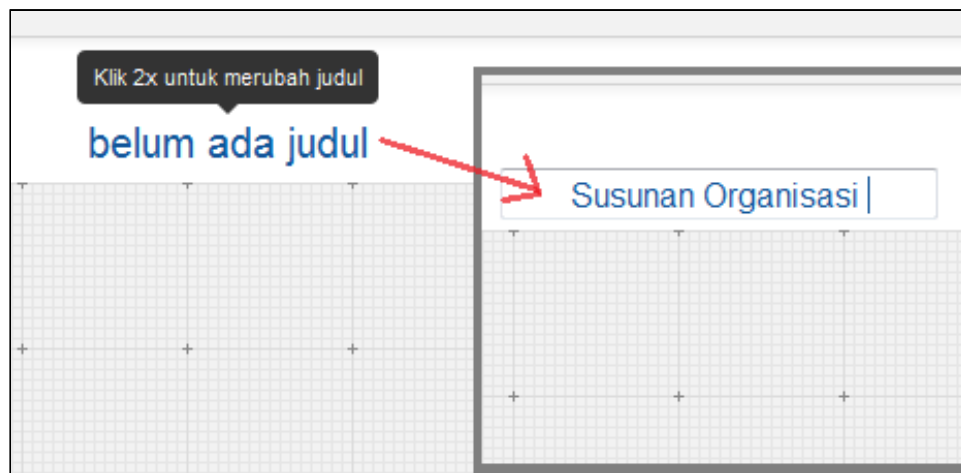 Klik 2x untuk merubah judul
belum ada judul
Susunan Organisasi